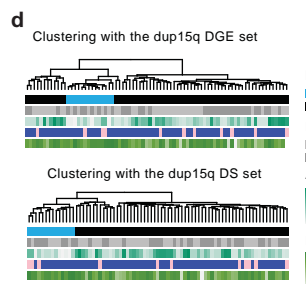 d
Clustering with the dup15q DGE set
Clustering with the dup15q DS set